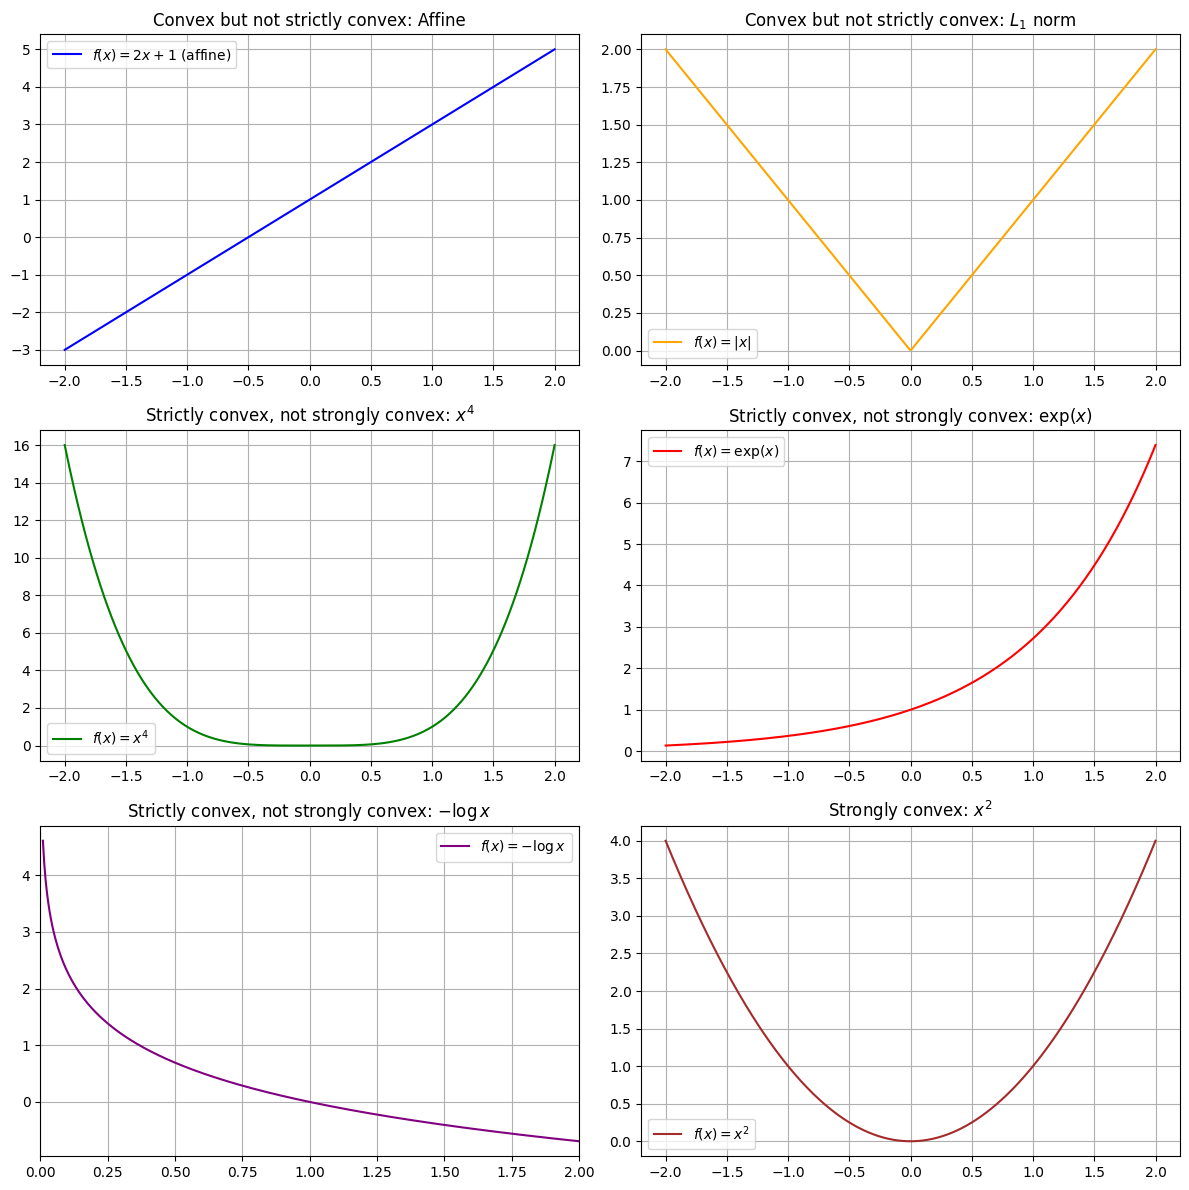 Convex but not strictly convex: Affine
f(x) = 2x + 1 (affine)
5
4
3
2
1
0
−1
−2
−3
−2.0 −1.5 −1.0 −0.5 0.0 0.5 1.0 1.5 2.0
Convex but not strictly convex: L₁ norm
2.00
1.75
1.50
1.25
1.00
0.75
0.50
0.25
0.00
f(x) = |x|
−2.0 −1.5 −1.0 −0.5 0.0 0.5 1.0 1.5 2.0
Strictly convex, not strongly convex: x⁴
16
14
12
10
8
6
4
2
0
f(x) = x⁴
−2.0 −1.5 −1.0 −0.5 0.0 0.5 1.0 1.5 2.0
Strictly convex, not strongly convex: exp(x)
f(x) = exp(x)
7
6
5
4
3
2
1
0
−2.0 −1.5 −1.0 −0.5 0.0 0.5 1.0 1.5 2.0
Strictly convex, not strongly convex: −log x
f(x) = −log x
4
3
2
1
0
0.00 0.25 0.50 0.75 1.00 1.25 1.50 1.75 2.00
Strongly convex: x²
4.0
3.5
3.0
2.5
2.0
1.5
1.0
0.5
0.0
f(x) = x²
−2.0 −1.5 −1.0 −0.5 0.0 0.5 1.0 1.5 2.0